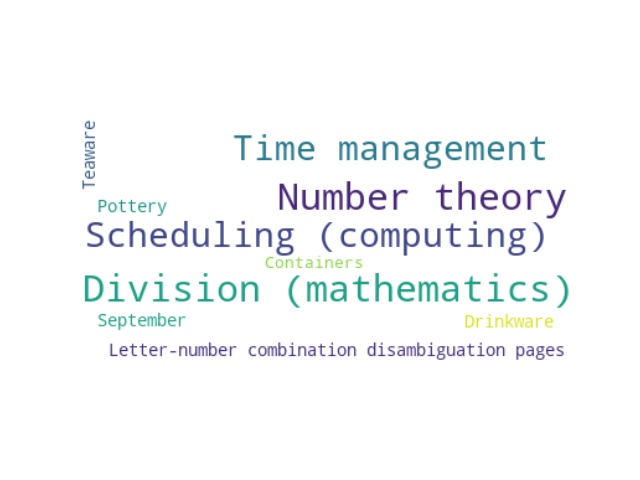 Teaware
Time management
Number theory
Pottery
Scheduling (computing)
Containers
Division (mathematics)
September
Drinkware
Letter-number combination disambiguation pages